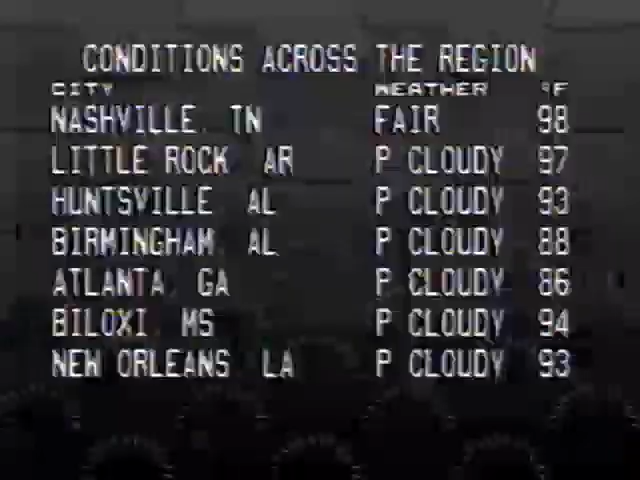 CONDITIONS ACROSS THE REGION
CITY WEATHER °F
NASHVILLE, TN FAIR 98
LITTLE ROCK, AR P CLOUDY 97
HUNTSVILLE, AL P CLOUDY 93
BIRMINGHAM, AL P CLOUDY 88
ATLANTA, GA P CLOUDY 86
BILOXI, MS P CLOUDY 94
NEW ORLEANS, LA P CLOUDY 93